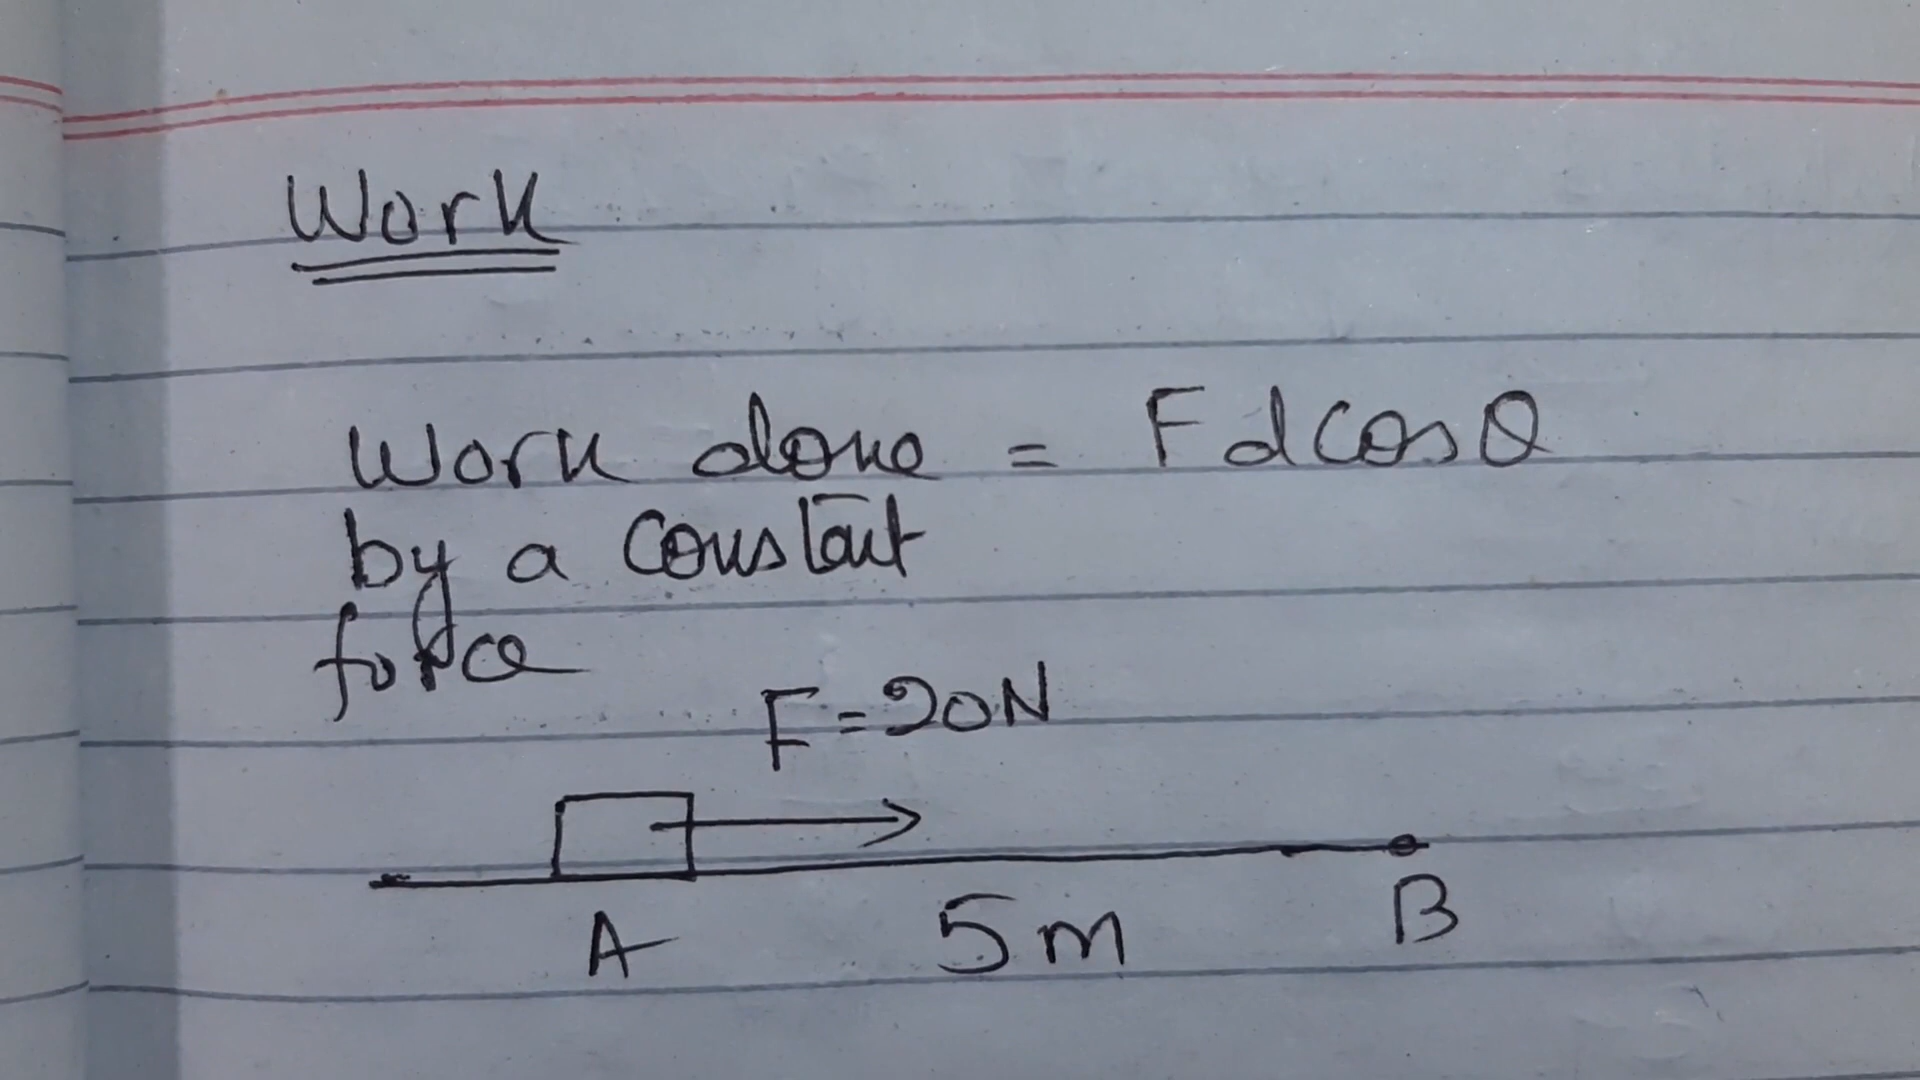 Work
Work done = F d cos θ
by a constant
force
F = 20N
A 5m B